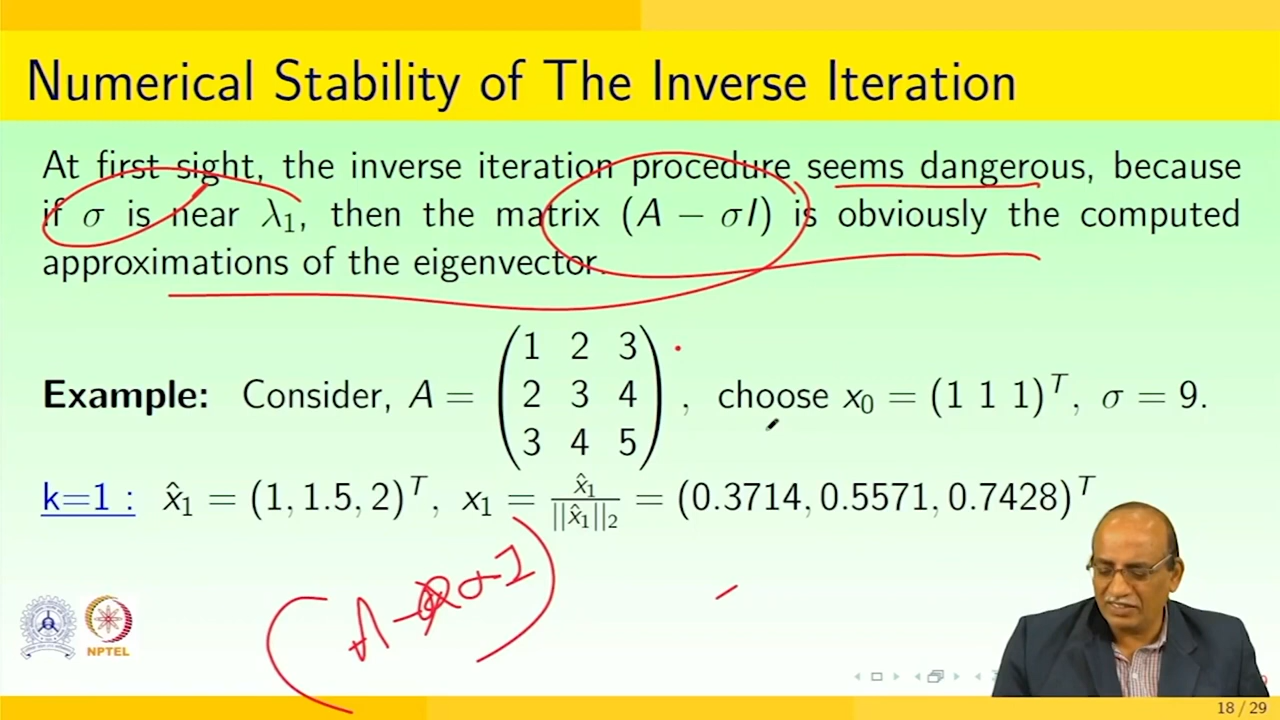 Numerical Stability of The Inverse Iteration
At first sight, the inverse iteration procedure seems dangerous, because
if σ is near λ₁, then the matrix (A − σI) is obviously the computed
approximations of the eigenvector.
Example: Consider, A = (1 2 3
2 3 4
3 4 5), choose x₀ = (1 1 1)ᵀ, σ = 9.
k=1 : x̂₁ = (1, 1.5, 2)ᵀ, x₁ = x̂₁ / ||x̂₁||₂ = (0.3714, 0.5571, 0.7428)ᵀ
(A - σI)
NPTEL
18 / 29